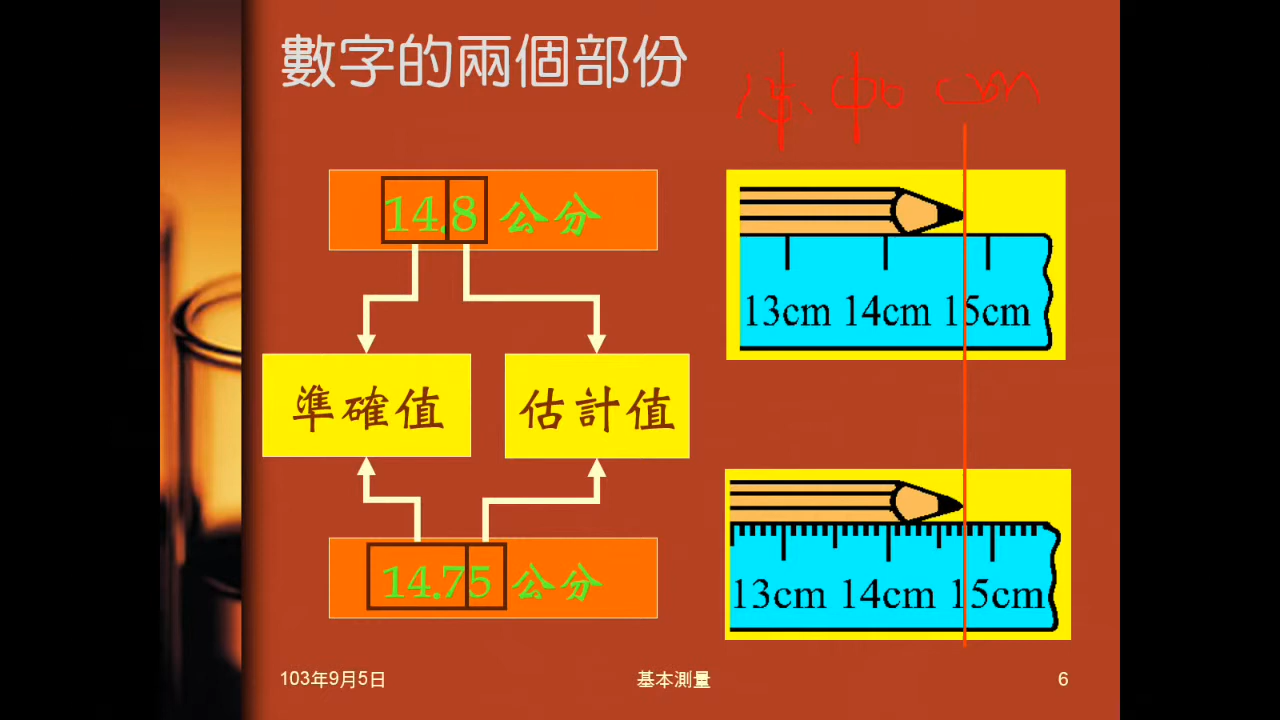 數字的兩個部份
14.8 公分
準確值
估計值
14.75 公分
13cm 14cm 15cm
13cm 14cm 15cm
103年9月5日
基本測量
6